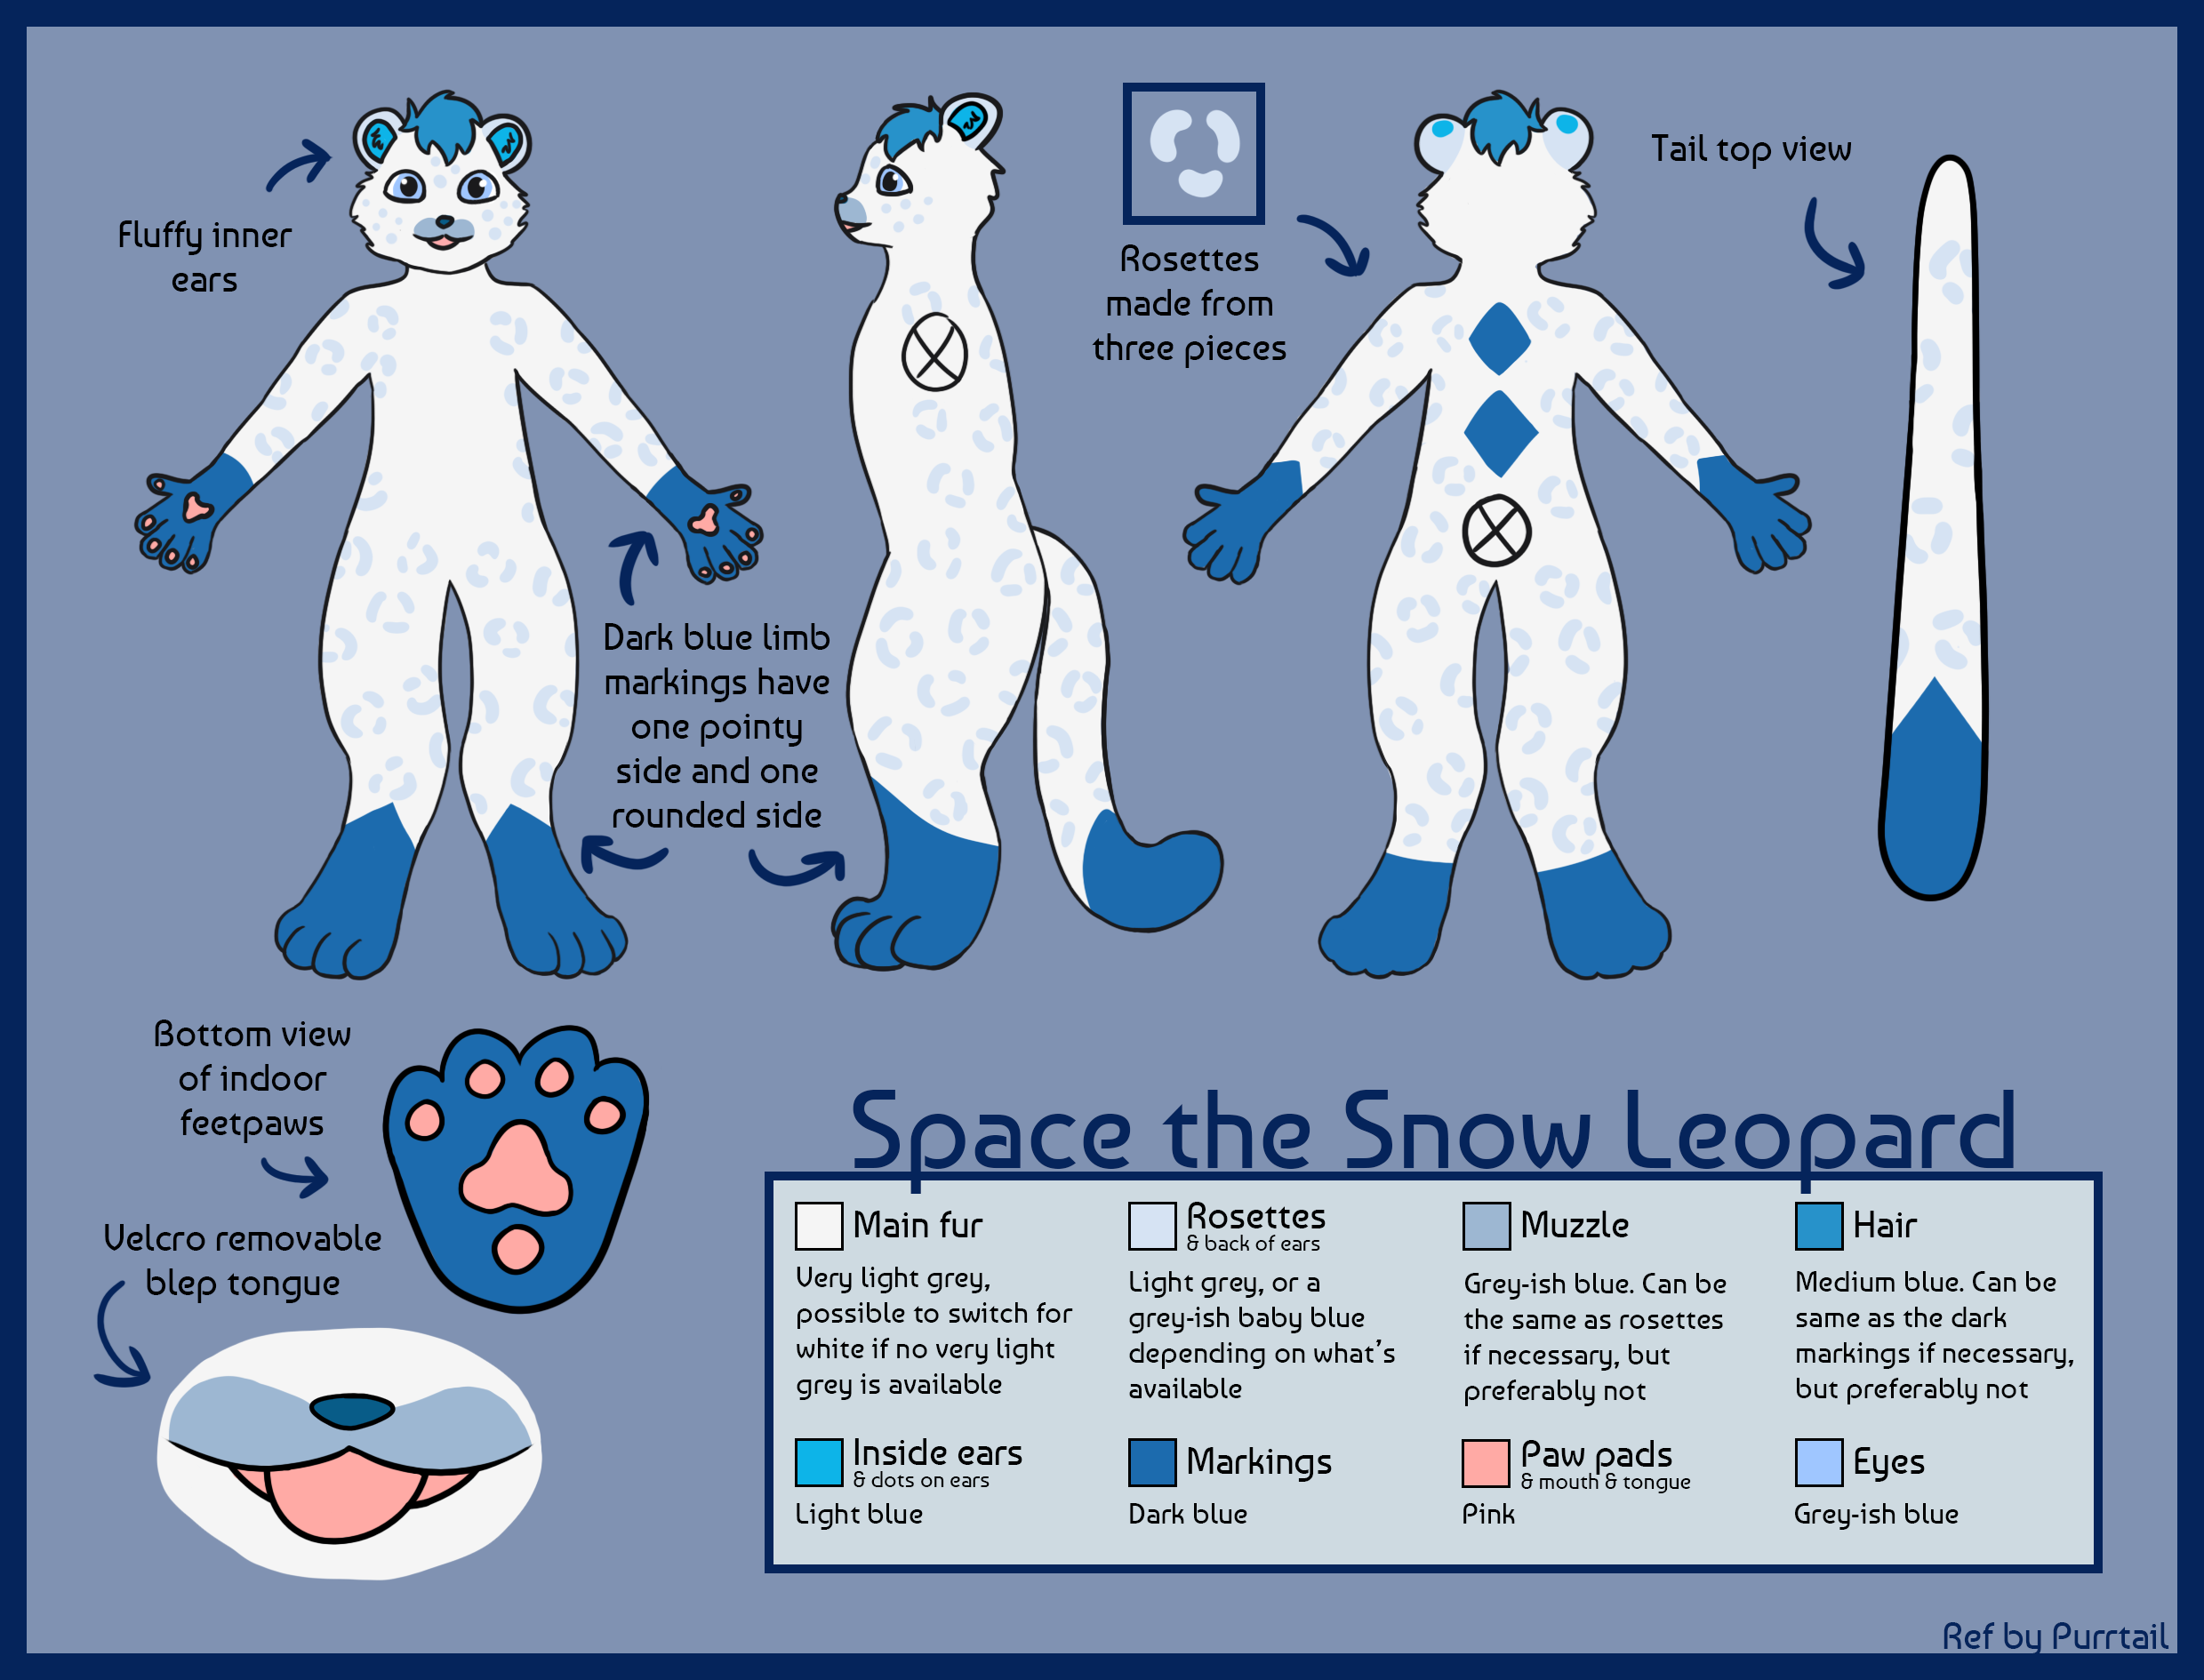 Fluffy inner
ears
Rosettes
made from
three pieces
Tail top view
Dark blue limb
markings have
one pointy
side and one
rounded side
Bottom view
of indoor
feetpaws
Velcro removable
blep tongue
Space the Snow Leopard
Main fur
Very light grey,
possible to switch for
white if no very light
grey is available
Rosettes
& back of ears
Light grey, or a
grey-ish baby blue
depending on what's
available
Muzzle
Grey-ish blue. Can be
the same as rosettes
if necessary, but
preferably not
Hair
Medium blue. Can be
same as the dark
markings if necessary,
but preferably not
Inside ears
& dots on ears
Light blue
Markings
Dark blue
Paw pads
& mouth & tongue
Pink
Eyes
Grey-ish blue
Ref by Purrtail